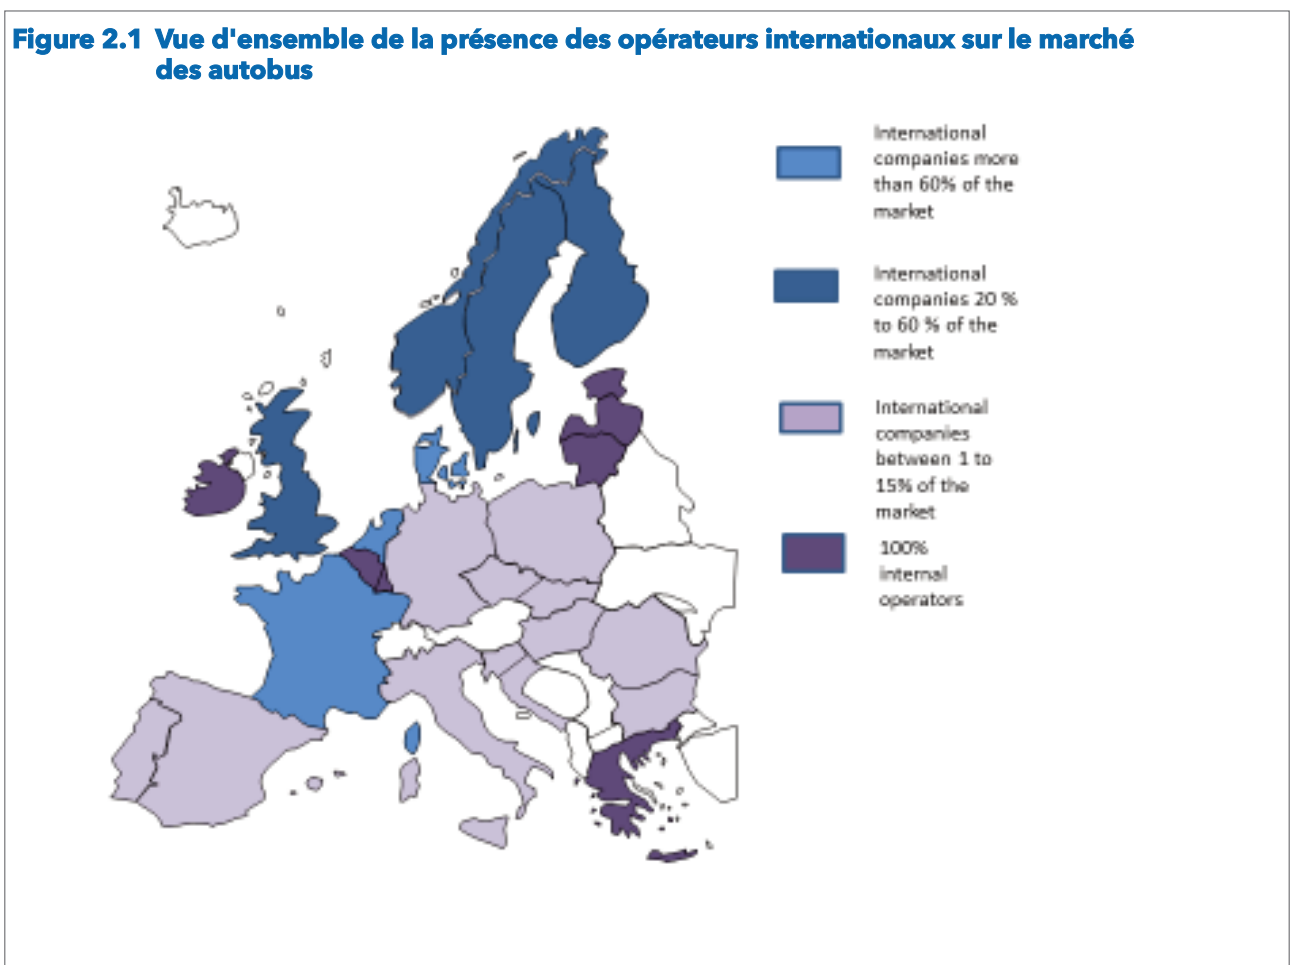 Figure 2.1 Vue d'ensemble de la présence des opérateurs internationaux sur le marché
des autobus
International
companies more
than 60% of the
market
International
companies 20 %
to 60 % of the
market
International
companies
between 1 to
15% of the
market
100%
internal
operators